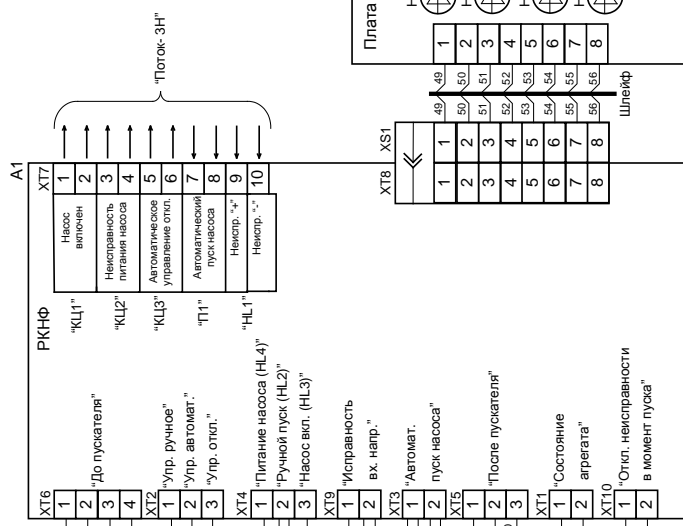 A1
РКНФ
XT6
1
2
3
4
"До пускателя"
XT2
1
2
3
"Упр. ручное"
"Упр. автомат."
"Упр. откл."
XT4
1
2
3
"Питание насоса (HL4)"
"Ручной пуск (HL2)"
"Насос вкл. (HL3)"
XT9
1
2
"Исправность
вх. напр."
XT3
1
2
"Автомат.
пуск насоса"
XT5
1
2
3
"После пускателя"
XT1
1
2
"Состояние
агрегата"
XT10
1
2
"Откл. неисправности
в момент пуска"
"КЦ1"
"КЦ2"
"КЦ3"
"П1"
"HL1"
Насос
включен
Неисправность
питания насоса
Автоматическое
управление откл.
Автоматический
пуск насоса
Неиспр. "+"
Неиспр. "-"
XT7
1
2
3
4
5
6
7
8
9
10
"Поток- 3Н"
XT8
1
2
3
4
5
6
7
8
XS1
1
2
3
4
5
6
7
8
49
50
51
52
53
54
55
56
49
50
51
52
53
54
55
56
Шлейф
Плата
1
2
3
4
5
6
7
8